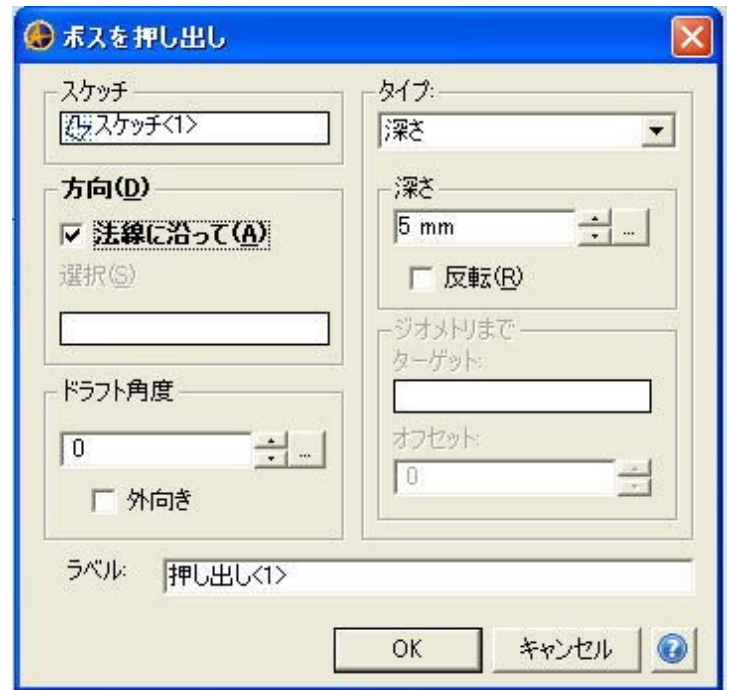 ボスを押し出し
スケッチ
スケッチ<1>
方向(D)
法線に沿って(A)
選択(S)
ドラフト角度
0
...
外向き
タイプ:
深さ
深さ
5 mm
...
反転(R)
ジオメトリまで
ターゲット:
オフセット:
0
ラベル:
押し出し<1>
OK
キャンセル
?